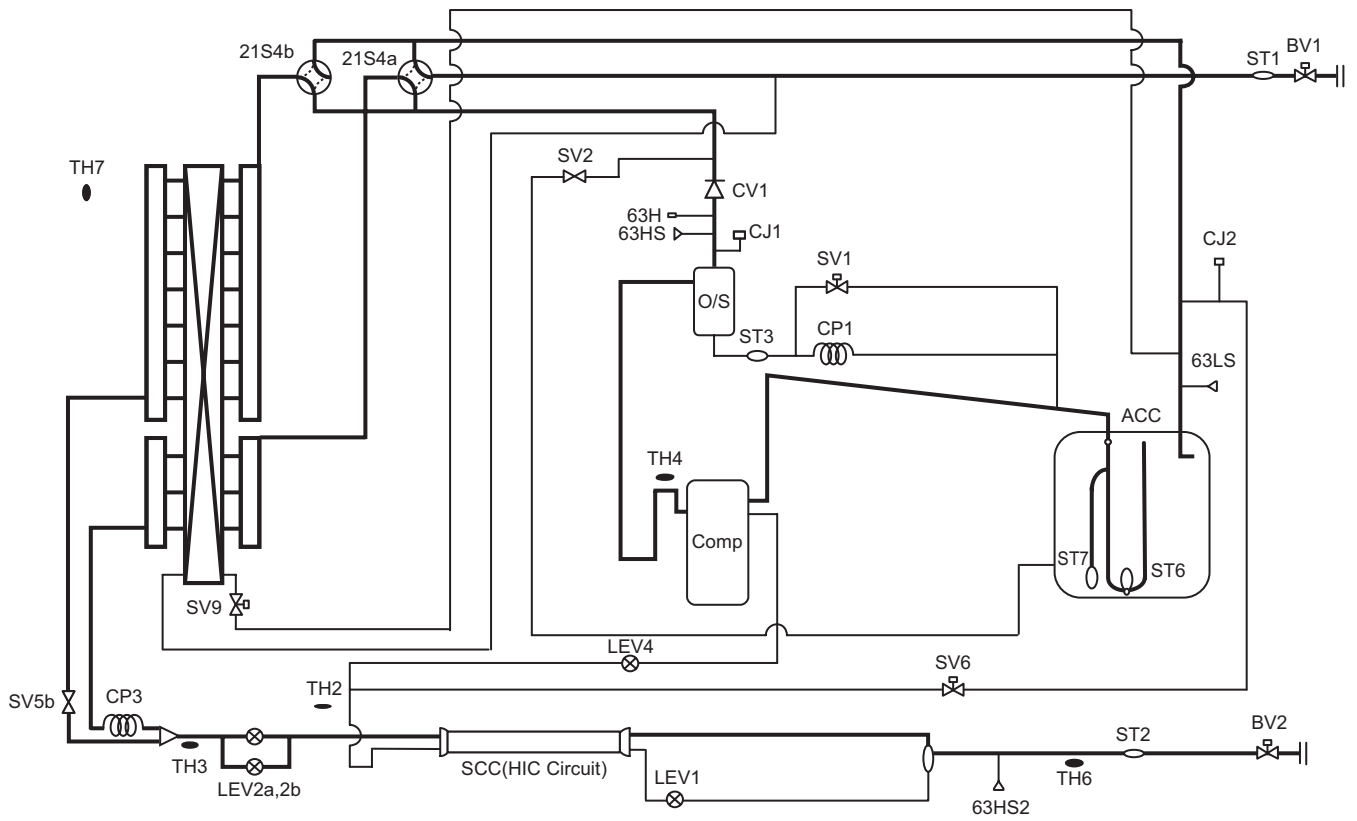 21S4b
21S4a
ST1
BV1
TH7
SV2
CV1
63H
63HS
CJ1
SV1
CJ2
O/S
ST3
CP1
63LS
ACC
TH4
Comp
ST7
ST6
SV9
LEV4
SV6
TH2
SV5b
CP3
TH3
LEV2a,2b
SCC(HIC Circuit)
LEV1
ST2
BV2
TH6
63HS2